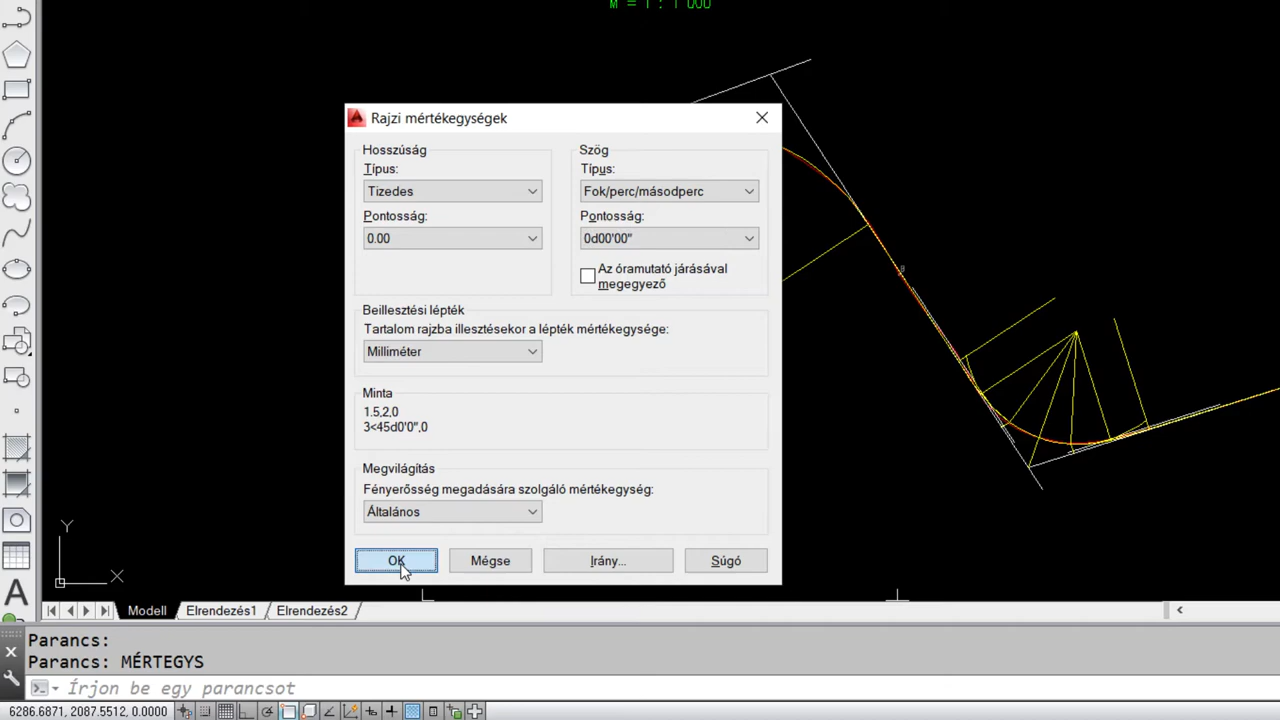 M = 1 : 1 000
Rajzi mértékegységek
Hosszúság
Típus:
Tizedes
Pontosság:
0.00
Szög
Típus:
Fok/perc/másodperc
Pontosság:
0d00'00"
Az óramutató járásával
megegyező
Beillesztési lépték
Tartalom rajzba illesztésekor a lépték mértékegysége:
Milliméter
Minta
1.5,2,0
3<45d0'0",0
Megvilágítás
Fényerősség megadására szolgáló mértékegység:
Általános
OK
Mégse
Irány...
Súgó
Y
X
Modell
Elrendezés1
Elrendezés2
Parancs:
Parancs: MÉRTEGYS
Írjon be egy parancsot
6286.6871, 2087.5512, 0.0000